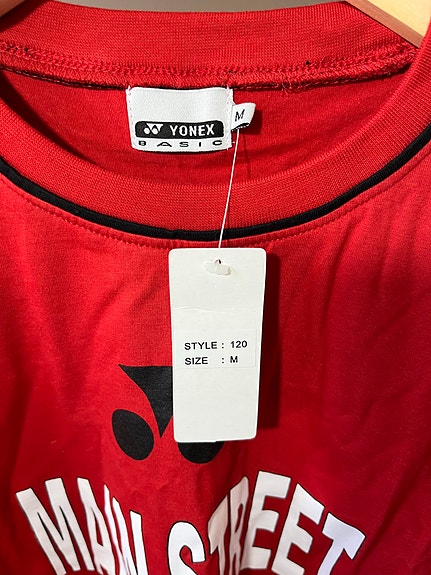 YONEX
BASIC
M
STYLE : 120
SIZE : M
MAIN STREET